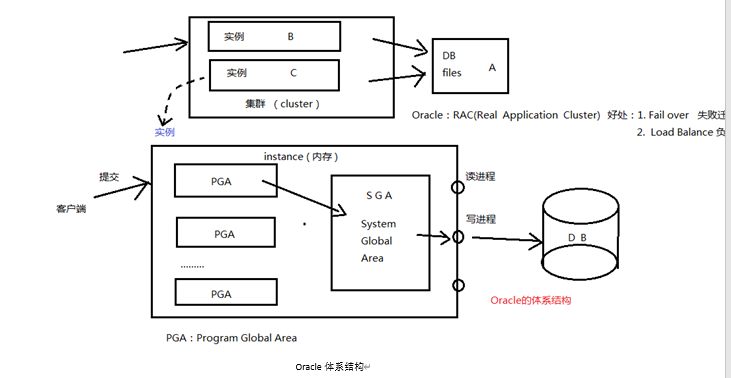 实例 B
实例 C
集群 （cluster）
DB
files A
Oracle：RAC(Real Application Cluster) 好处：1. Fail over 失败迁
2. Load Balance 负
实例
instance（内存）
提交
客户端
PGA
PGA
.........
PGA
S G A
System
Global
Area
读进程
写进程
D B
Oracle的体系结构
PGA：Program Global Area
Oracle 体系结构